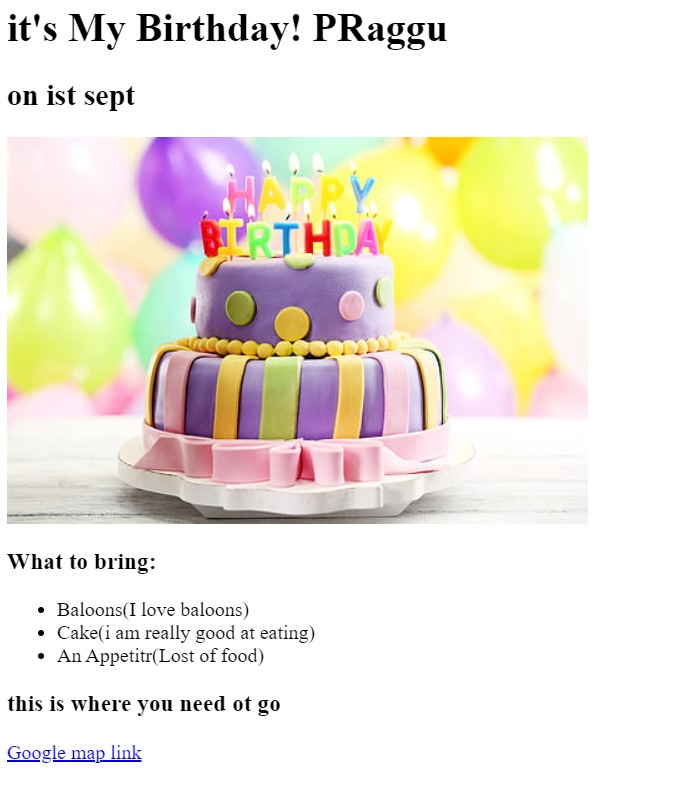 it's My Birthday! PRaggu
on ist sept
HAPPY
BIRTHDAY
What to bring:
Baloons(I love baloons)
Cake(i am really good at eating)
An Appetitr(Lost of food)
this is where you need ot go
Google map link